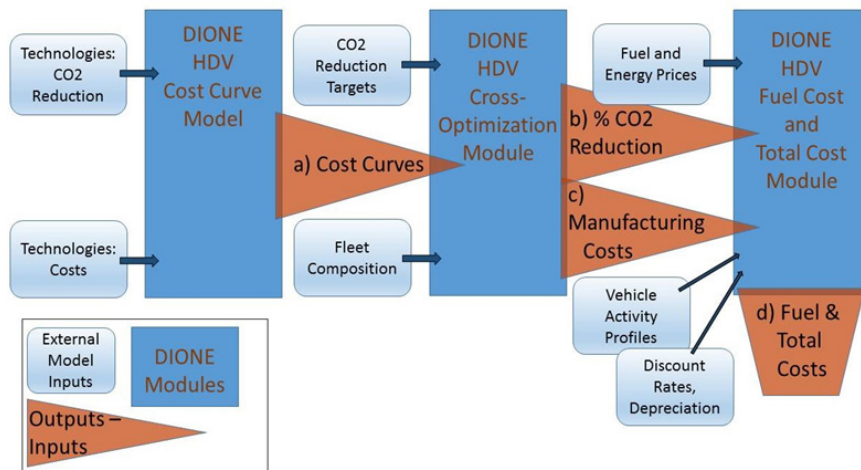 Technologies:
CO2
Reduction
Technologies:
Costs
DIONE
HDV
Cost Curve
Model
a) Cost Curves
CO2
Reduction
Targets
Fleet
Composition
DIONE
HDV
Cross-
Optimization
Module
b) % CO2
Reduction
c)
Manufacturing
Costs
Fuel and
Energy Prices
Vehicle
Activity
Profiles
Discount
Rates,
Depreciation
DIONE
HDV
Fuel Cost
and
Total Cost
Module
d) Fuel &
Total
Costs
External
Model
Inputs
DIONE
Modules
Outputs –
Inputs